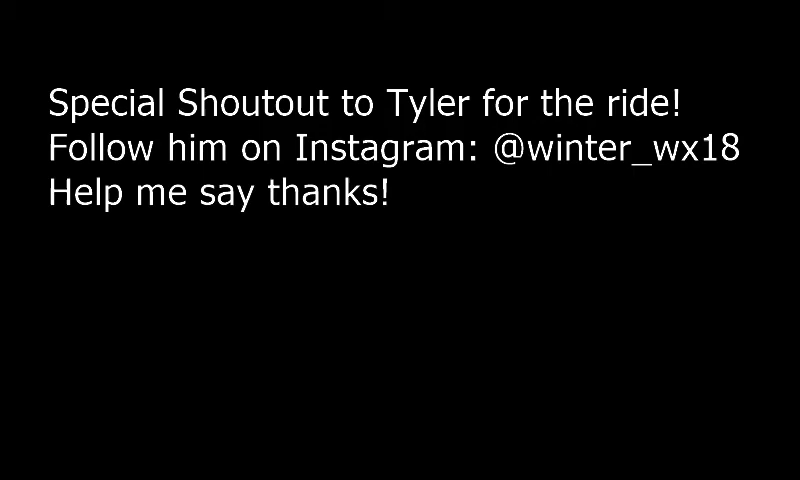 Special Shoutout to Tyler for the ride!
Follow him on Instagram: @winter_wx18
Help me say thanks!